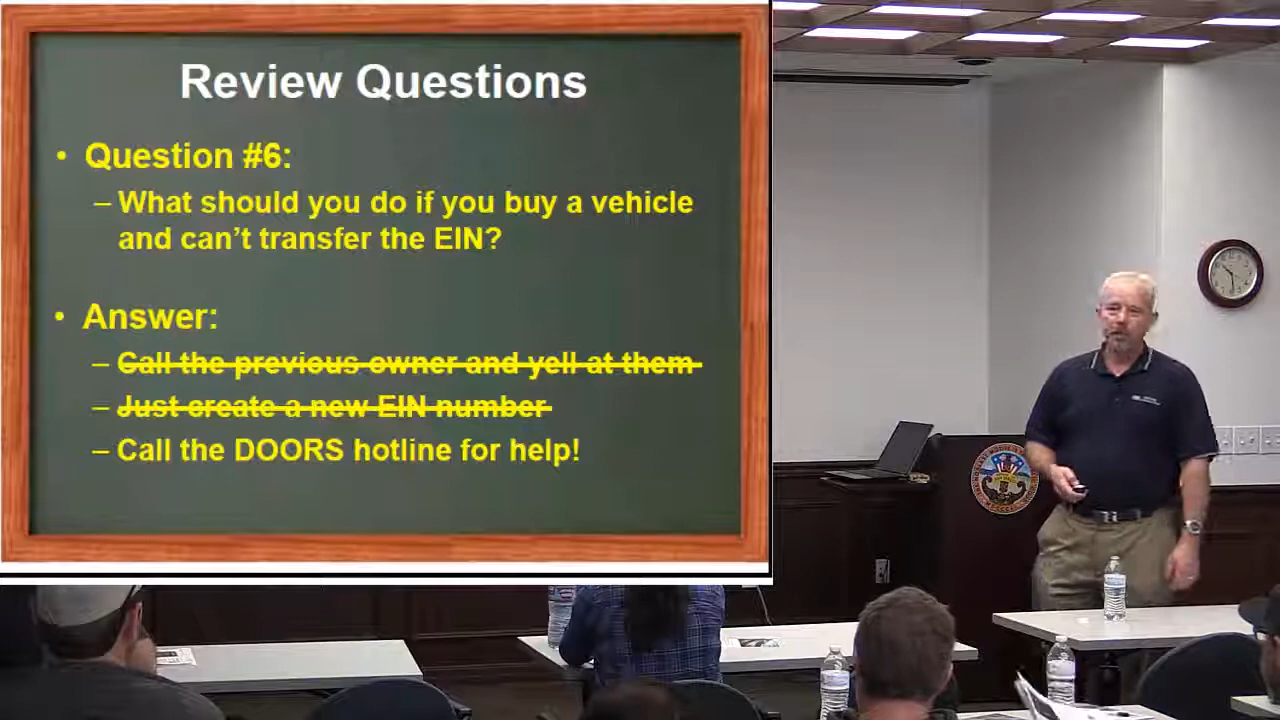 Review Questions
• Question #6:
– What should you do if you buy a vehicle
and can't transfer the EIN?
• Answer:
– Call the previous owner and yell at them
– Just create a new EIN number
– Call the DOORS hotline for help!